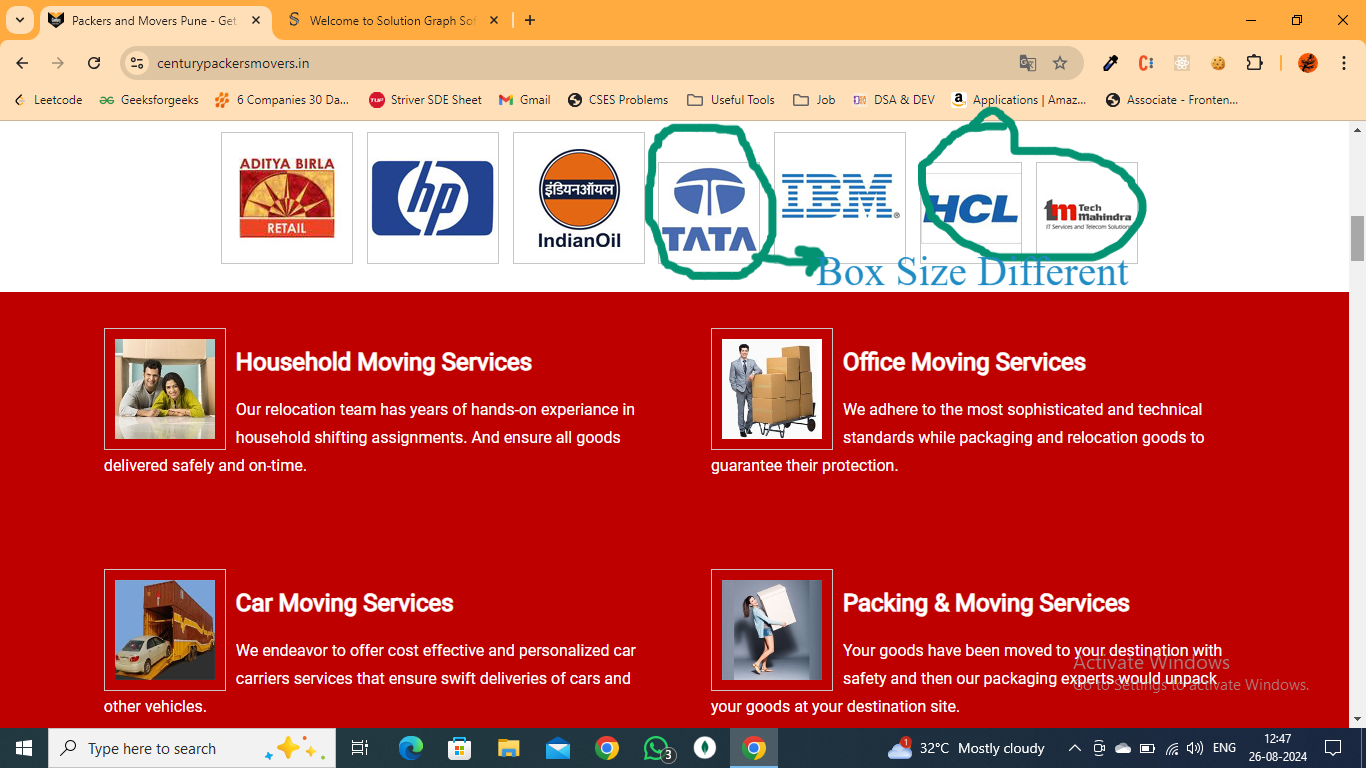 Packers and Movers Pune - Get
Welcome to Solution Graph Sof
centurypackersmovers.in
Leetcode
Geeksforgeeks
6 Companies 30 Da...
TUF
Striver SDE Sheet
Gmail
CSES Problems
Useful Tools
Job
DSA & DEV
Applications | Amaz...
Associate - Fronten...
ADITYA BIRLA
RETAIL
hp
इंडियनऑयल
IndianOil
TATA
IBM
HCL
tm Tech
Mahindra
IT Services and Telecom Solutions
Box Size Different
Household Moving Services
Our relocation team has years of hands-on experiance in
household shifting assignments. And ensure all goods
delivered safely and on-time.
Office Moving Services
We adhere to the most sophisticated and technical
standards while packaging and relocation goods to
guarantee their protection.
Car Moving Services
We endeavor to offer cost effective and personalized car
carriers services that ensure swift deliveries of cars and
other vehicles.
Packing & Moving Services
Your goods have been moved to your destination with
safety and then our packaging experts would unpack
your goods at your destination site.
Activate Windows
Go to Settings to activate Windows.
Type here to search
3
1
32°C Mostly cloudy
ENG
12:47
26-08-2024